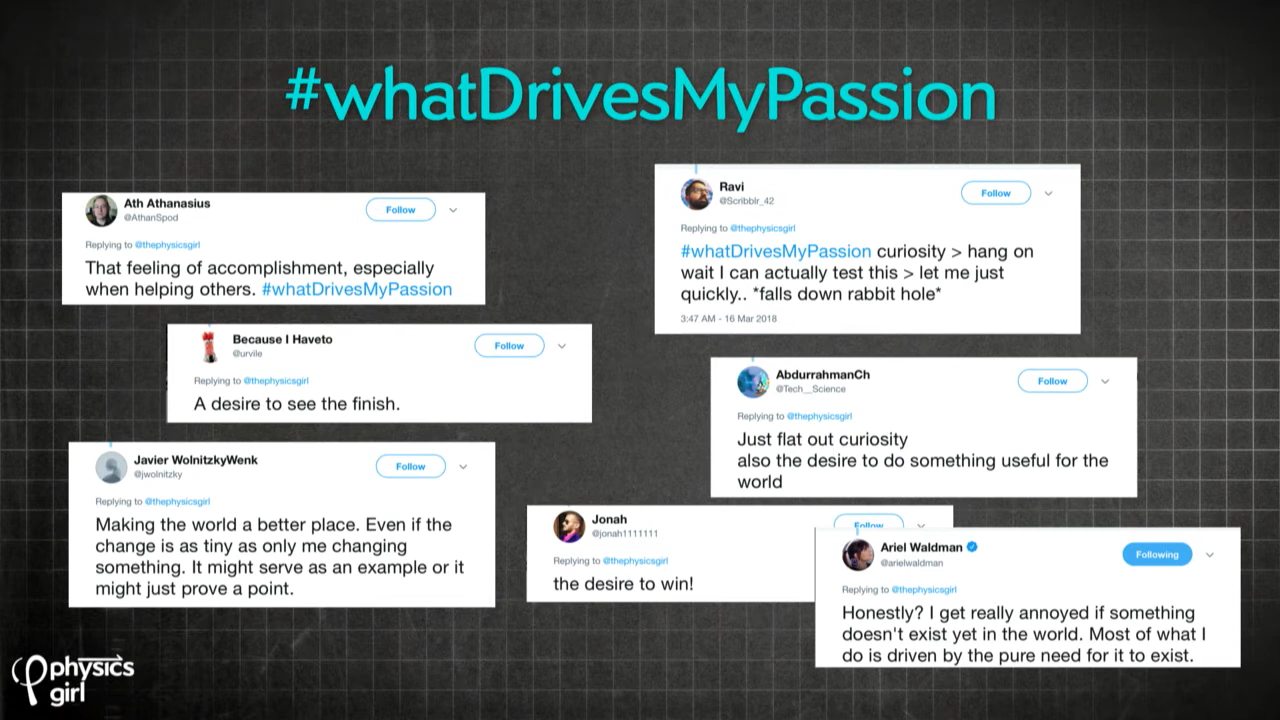 #whatDrivesMyPassion
Ath Athanasius
@AthanSpod
Follow
Replying to @thephysicsgirl
That feeling of accomplishment, especially
when helping others. #whatDrivesMyPassion
Ravi
@Scribblr_42
Follow
Replying to @thephysicsgirl
#whatDrivesMyPassion curiosity > hang on
wait I can actually test this > let me just
quickly.. *falls down rabbit hole*
3:47 AM - 16 Mar 2018
Because I Haveto
@urvile
Follow
Replying to @thephysicsgirl
A desire to see the finish.
AbdurrahmanCh
@Tech__Science
Follow
Replying to @thephysicsgirl
Just flat out curiosity
also the desire to do something useful for the
world
Javier WolnitzkyWenk
@jwolnitzky
Follow
Replying to @thephysicsgirl
Making the world a better place. Even if the
change is as tiny as only me changing
something. It might serve as an example or it
might just prove a point.
Jonah
@jonah1111111
Follow
Replying to @thephysicsgirl
the desire to win!
Ariel Waldman
@arielwaldman
Following
Replying to @thephysicsgirl
Honestly? I get really annoyed if something
doesn't exist yet in the world. Most of what I
do is driven by the pure need for it to exist.
physics
girl